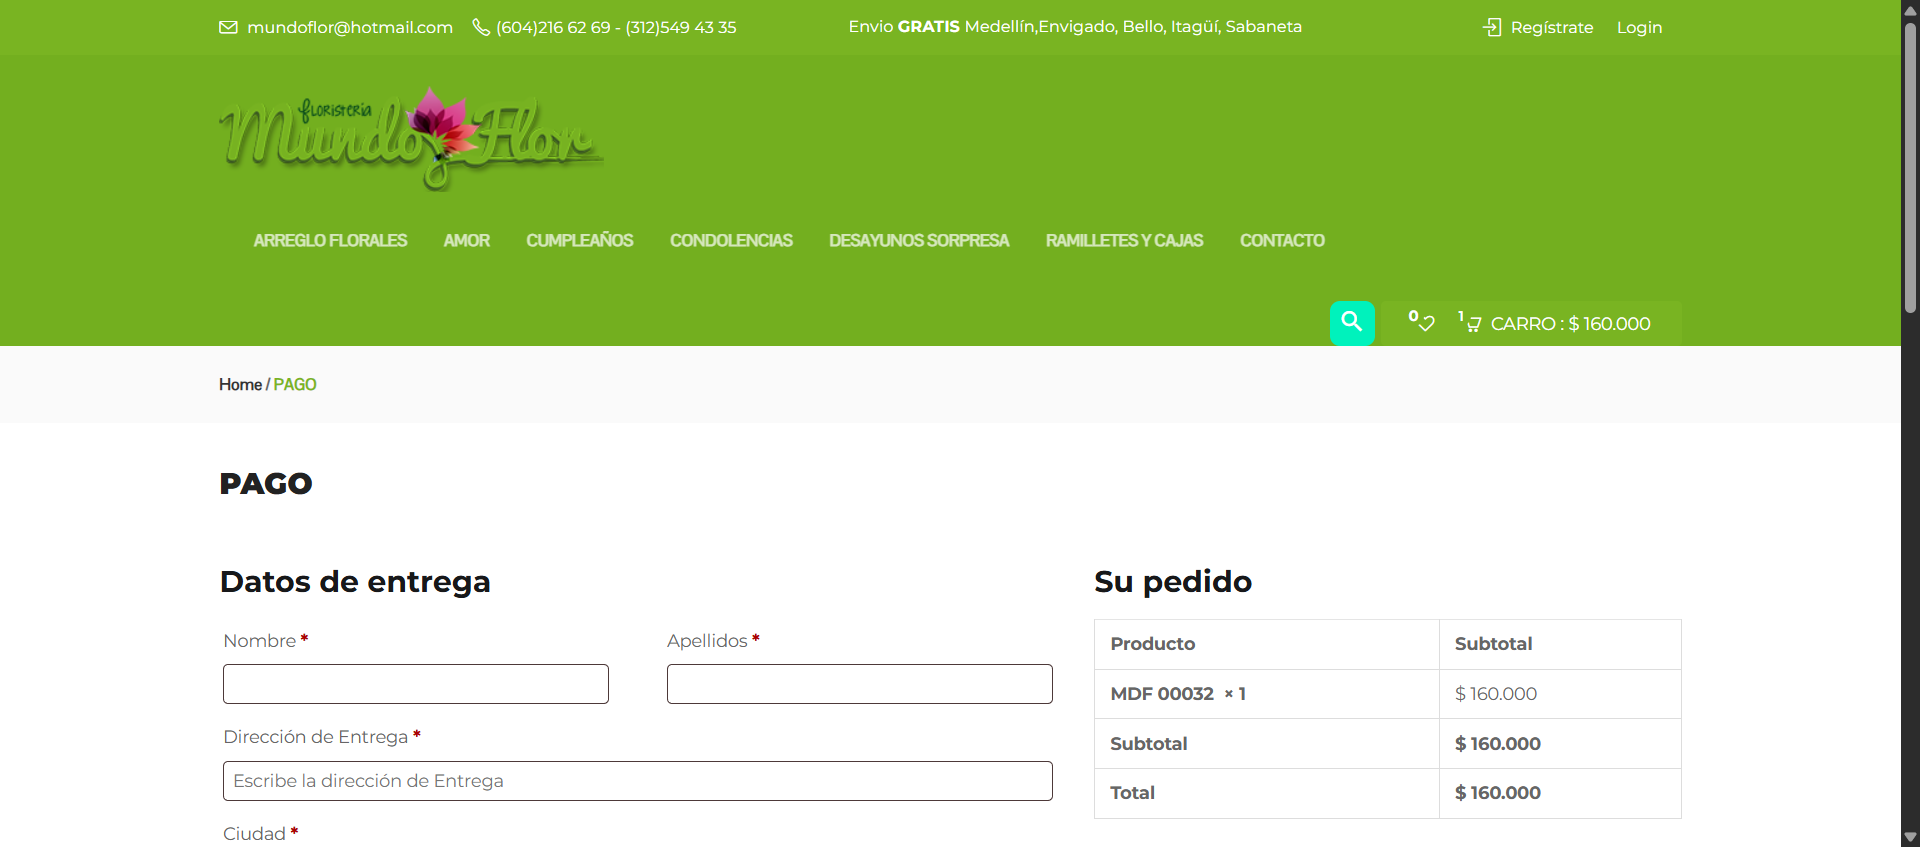 mundoflor@hotmail.com (604)216 62 69 - (312)549 43 35 Envio GRATIS Medellín,Envigado, Bello, Itagüí, Sabaneta Regístrate Login
floristería
Mundo Flor
ARREGLO FLORALES AMOR CUMPLEAÑOS CONDOLENCIAS DESAYUNOS SORPRESA RAMILLETES Y CAJAS CONTACTO
0 1 CARRO : $ 160.000
Home / PAGO
PAGO
Datos de entrega
Nombre *
Apellidos *
Dirección de Entrega *
Escribe la dirección de Entrega
Ciudad *
Su pedido
Producto Subtotal
MDF 00032 × 1 $ 160.000
Subtotal $ 160.000
Total $ 160.000